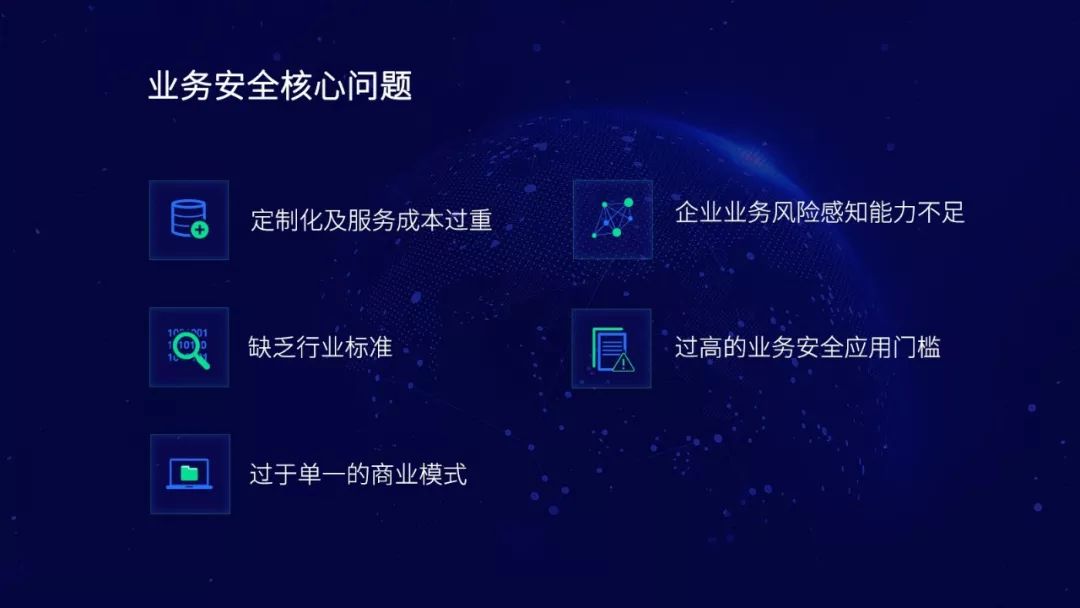 业务安全核心问题
定制化及服务成本过重
企业业务风险感知能力不足
缺乏行业标准
过高的业务安全应用门槛
过于单一的商业模式